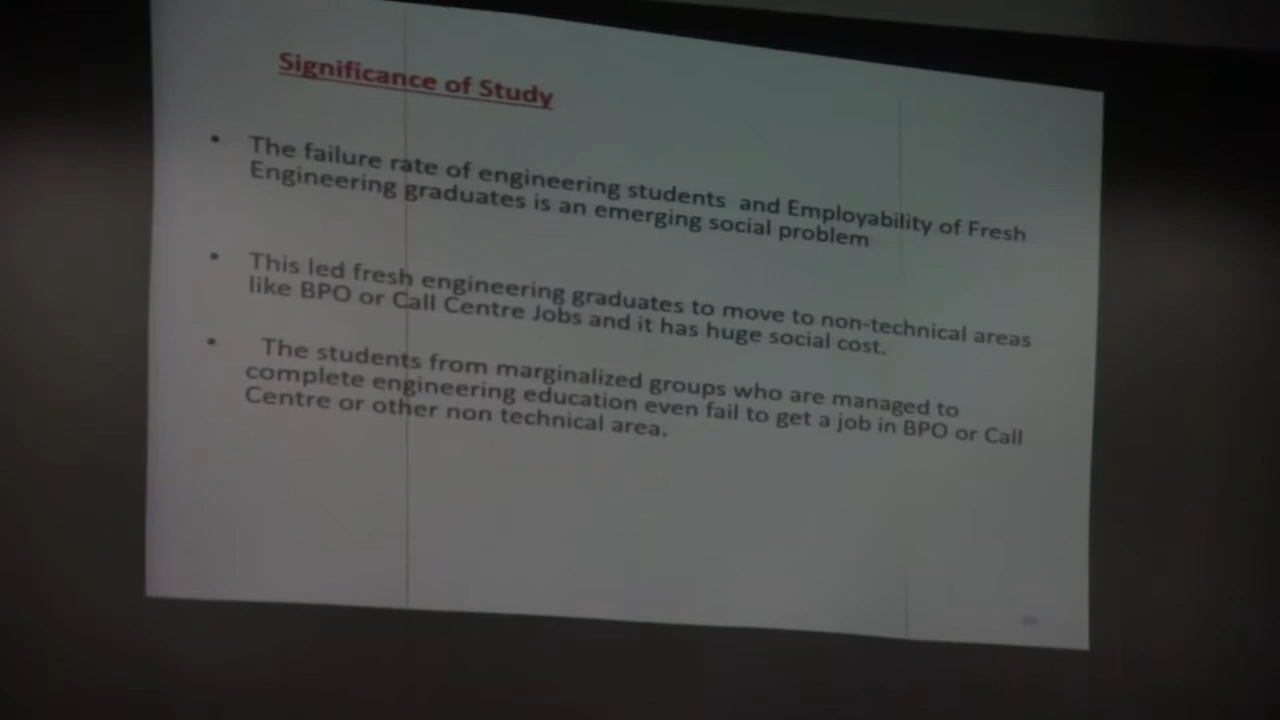 Significance of Study
• The failure rate of engineering students and Employability of Fresh
Engineering graduates is an emerging social problem
• This led fresh engineering graduates to move to non-technical areas
like BPO or Call Centre Jobs and it has huge social cost.
• The students from marginalized groups who are managed to
complete engineering education even fail to get a job in BPO or Call
Centre or other non technical area.